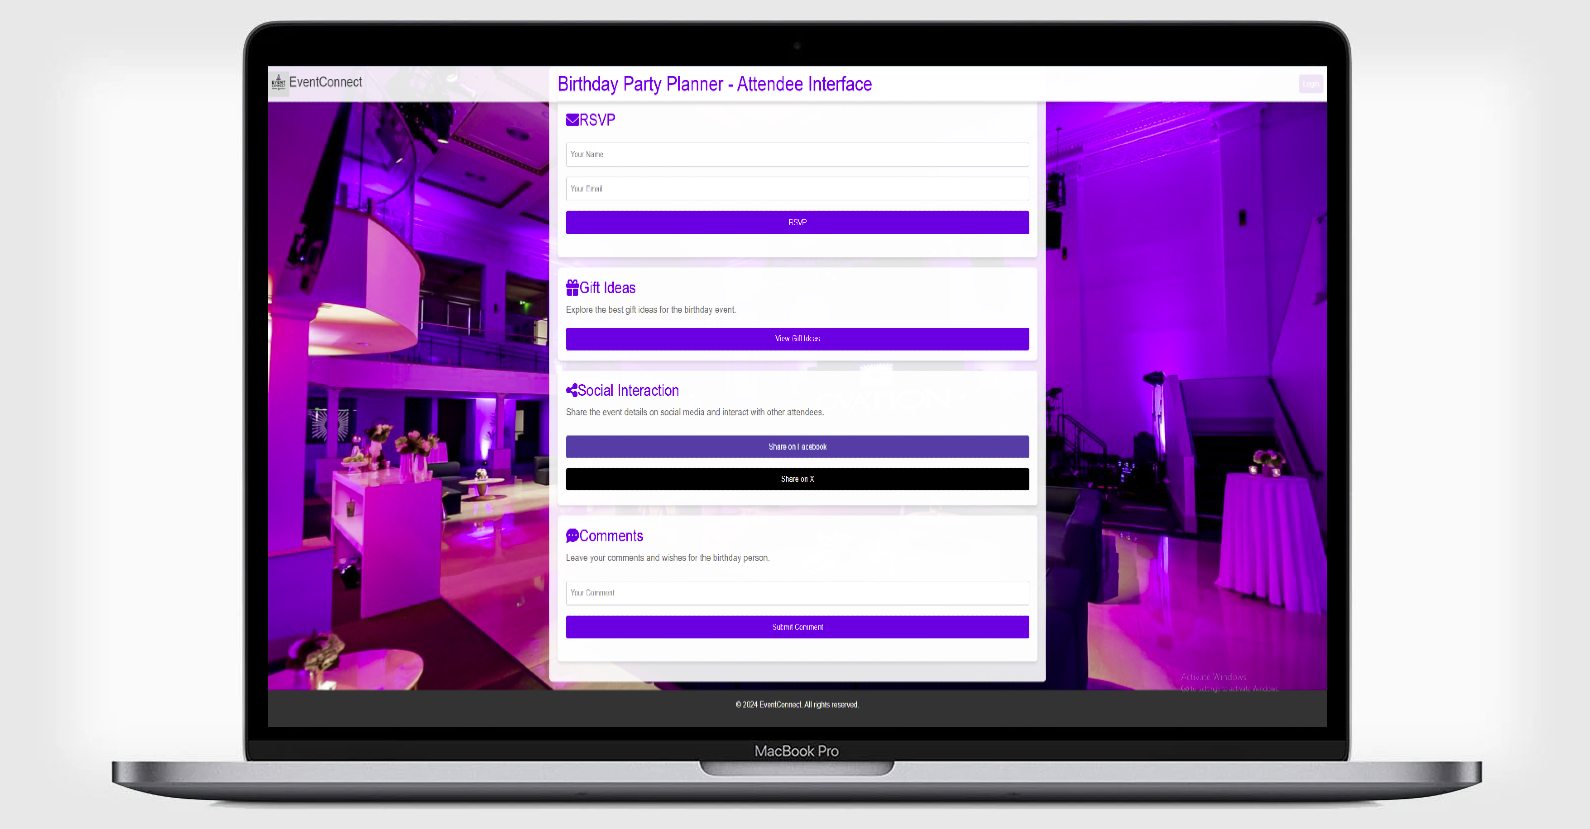 EventConnect
Birthday Party Planner - Attendee Interface
Login
RSVP
Your Name
Your Email
RSVP
Gift Ideas
Explore the best gift ideas for the birthday event.
View Gift Ideas
Social Interaction
Share the event details on social media and interact with other attendees.
Share on Facebook
Share on X
Comments
Leave your comments and wishes for the birthday person.
Your Comment
Submit Comment
Activate Windows
Go to settings to activate Windows.
© 2024 EventConnect. All rights reserved.
MacBook Pro